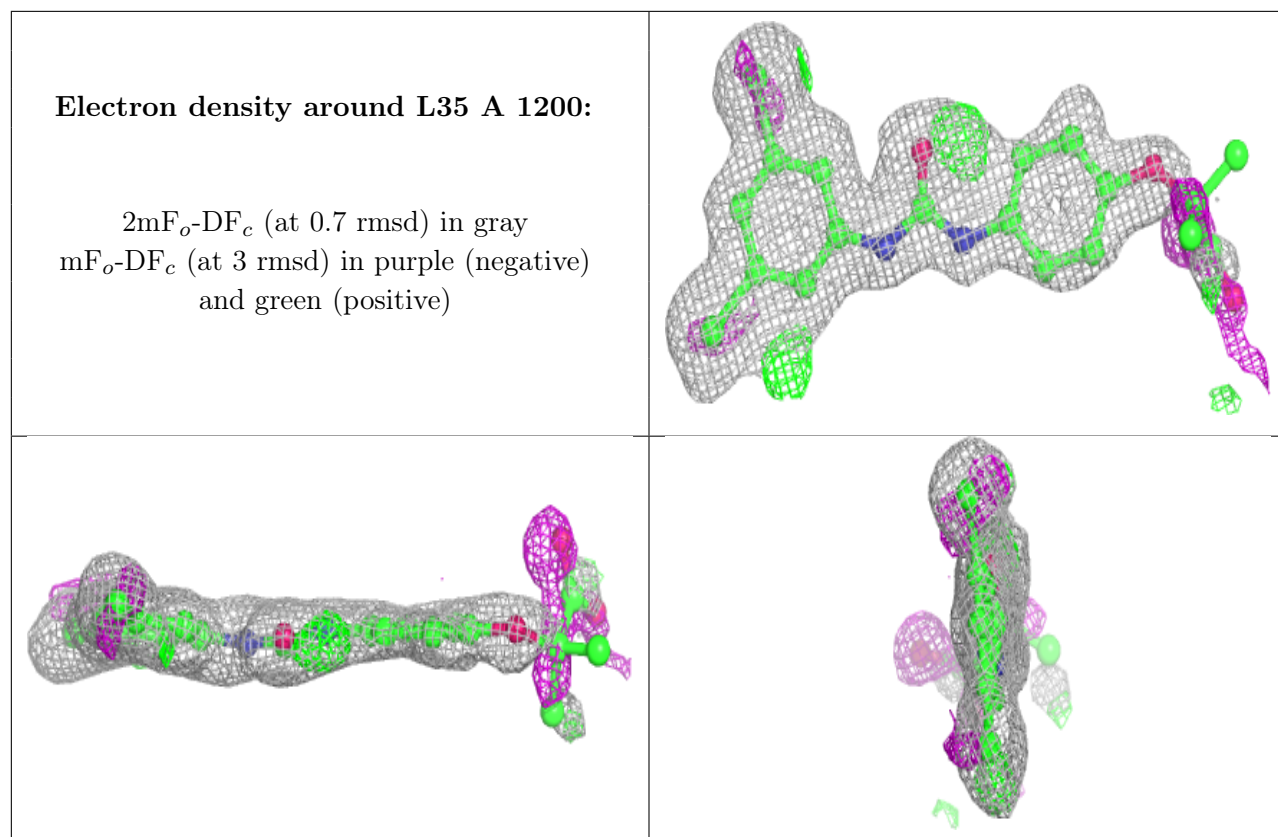 Electron density around L35 A 1200:
2mFₒ-DF𝒸 (at 0.7 rmsd) in gray
mFₒ-DF𝒸 (at 3 rmsd) in purple (negative)
and green (positive)